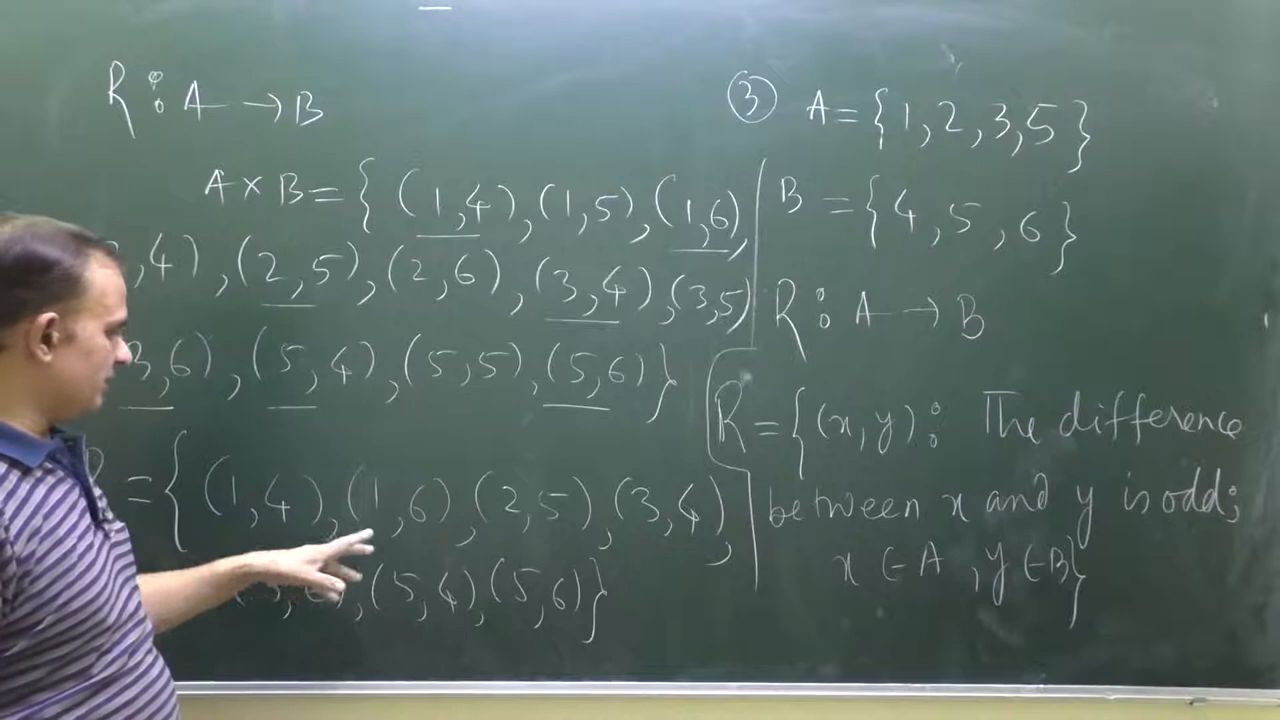 R : A → B
A × B = { (1,4), (1,5), (1,6),
,4), (2,5), (2,6), (3,4), (3,5)
3,6), (5,4), (5,5), (5,6) }
= { (1,4), (1,6), (2,5), (3,4),
, (5,4), (5,6) }
③ A = { 1, 2, 3, 5 }
B = { 4, 5, 6 }
R : A → B
R = { (x,y) : The difference
between x and y is odd;
x ∈ A , y ∈ B }